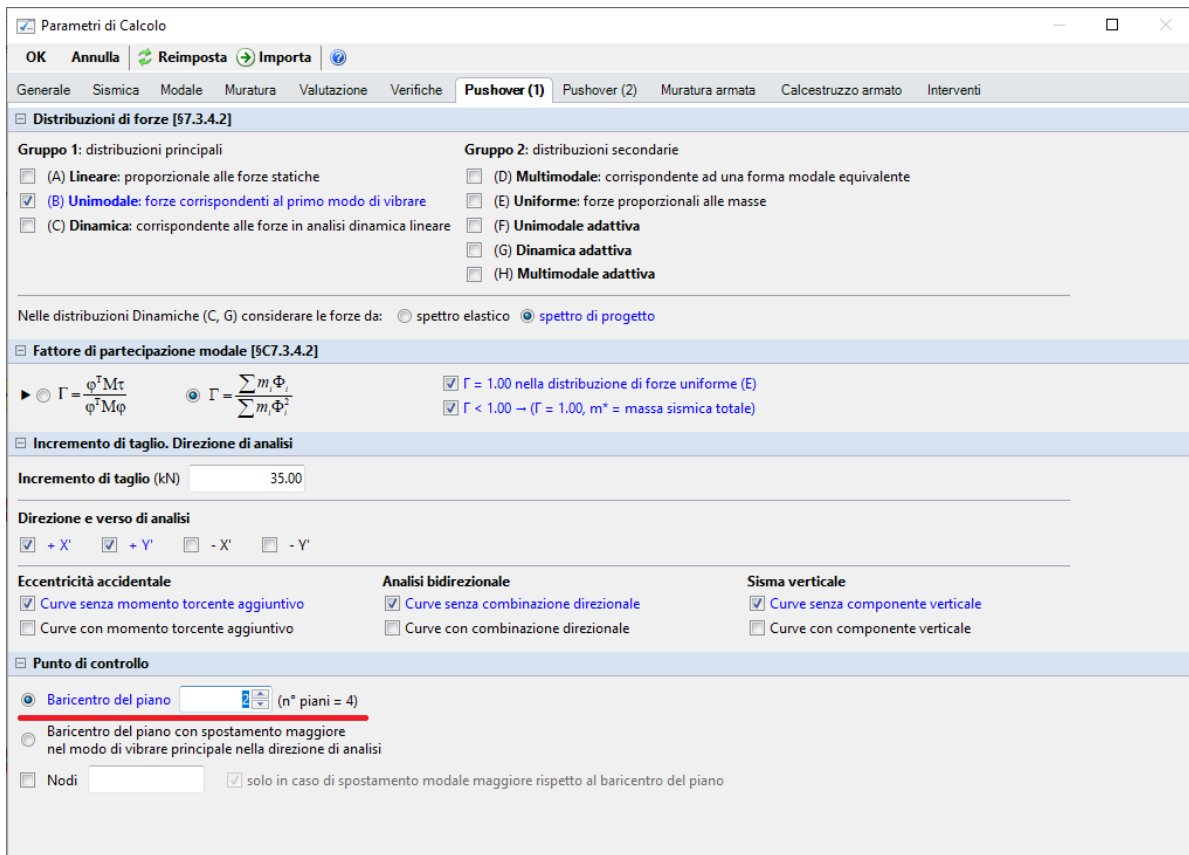 Parametri di Calcolo
OK Annulla Reimposta Importa
Generale Sismica Modale Muratura Valutazione Verifiche Pushover (1) Pushover (2) Muratura armata Calcestruzzo armato Interventi
Distribuzioni di forze [§7.3.4.2]
Gruppo 1: distribuzioni principali
(A) Lineare: proporzionale alle forze statiche
(B) Unimodale: forze corrispondenti al primo modo di vibrare
(C) Dinamica: corrispondente alle forze in analisi dinamica lineare
Gruppo 2: distribuzioni secondarie
(D) Multimodale: corrispondente ad una forma modale equivalente
(E) Uniforme: forze proporzionali alle masse
(F) Unimodale adattiva
(G) Dinamica adattiva
(H) Multimodale adattiva
Nelle distribuzioni Dinamiche (C, G) considerare le forze da: spettro elastico spettro di progetto
Fattore di partecipazione modale [§C7.3.4.2]
Γ = φᵀMτ / φᵀMφ
Γ = ∑ mᵢΦᵢ / ∑ mᵢΦᵢ²
Γ = 1.00 nella distribuzione di forze uniforme (E)
Γ < 1.00 → (Γ = 1.00, m* = massa sismica totale)
Incremento di taglio. Direzione di analisi
Incremento di taglio (kN) 35.00
Direzione e verso di analisi
+ X' + Y' - X' - Y'
Eccentricità accidentale
Curve senza momento torcente aggiuntivo
Curve con momento torcente aggiuntivo
Analisi bidirezionale
Curve senza combinazione direzionale
Curve con combinazione direzionale
Sisma verticale
Curve senza componente verticale
Curve con componente verticale
Punto di controllo
Baricentro del piano 2 (n° piani = 4)
Baricentro del piano con spostamento maggiore
nel modo di vibrare principale nella direzione di analisi
Nodi solo in caso di spostamento modale maggiore rispetto al baricentro del piano